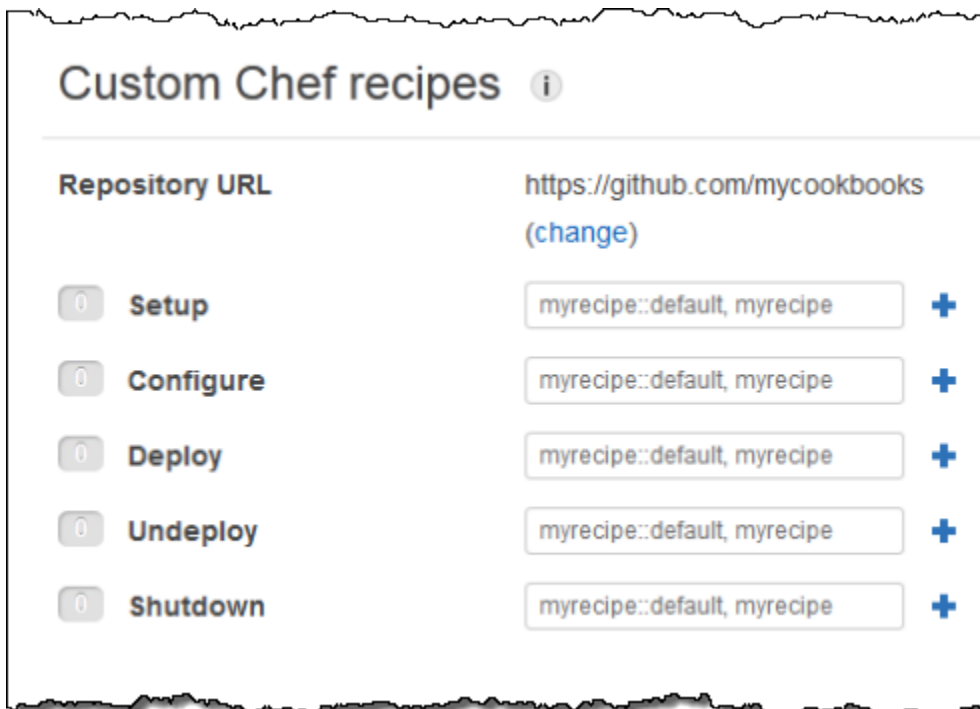 Custom Chef recipes i
Repository URL https://github.com/mycookbooks
(change)
0 Setup myrecipe::default, myrecipe
0 Configure myrecipe::default, myrecipe
0 Deploy myrecipe::default, myrecipe
0 Undeploy myrecipe::default, myrecipe
0 Shutdown myrecipe::default, myrecipe